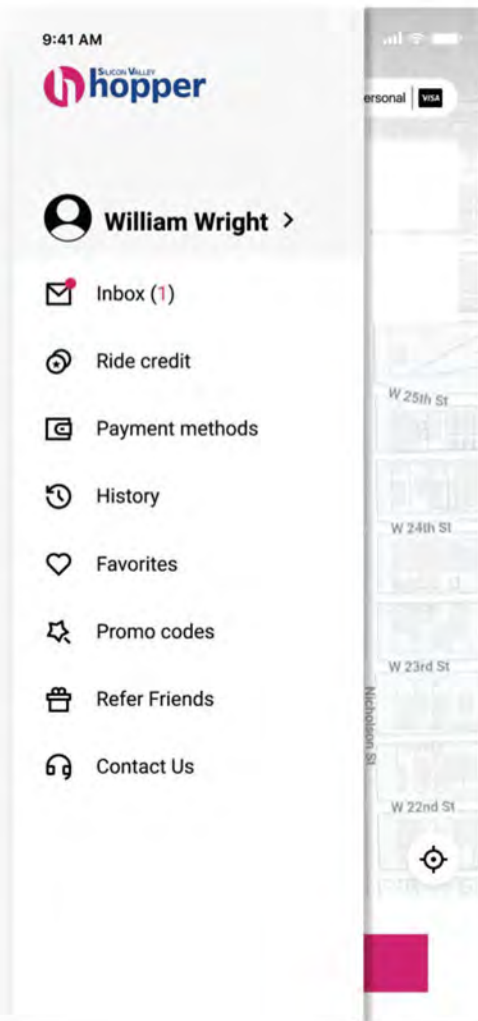 9:41 AM
SILICON VALLEY
hopper
ersonal
VISA
William Wright >
Inbox (1)
Ride credit
Payment methods
History
Favorites
Promo codes
Refer Friends
Contact Us
W 25th St
W 24th St
W 23rd St
Nicholson St
W 22nd St